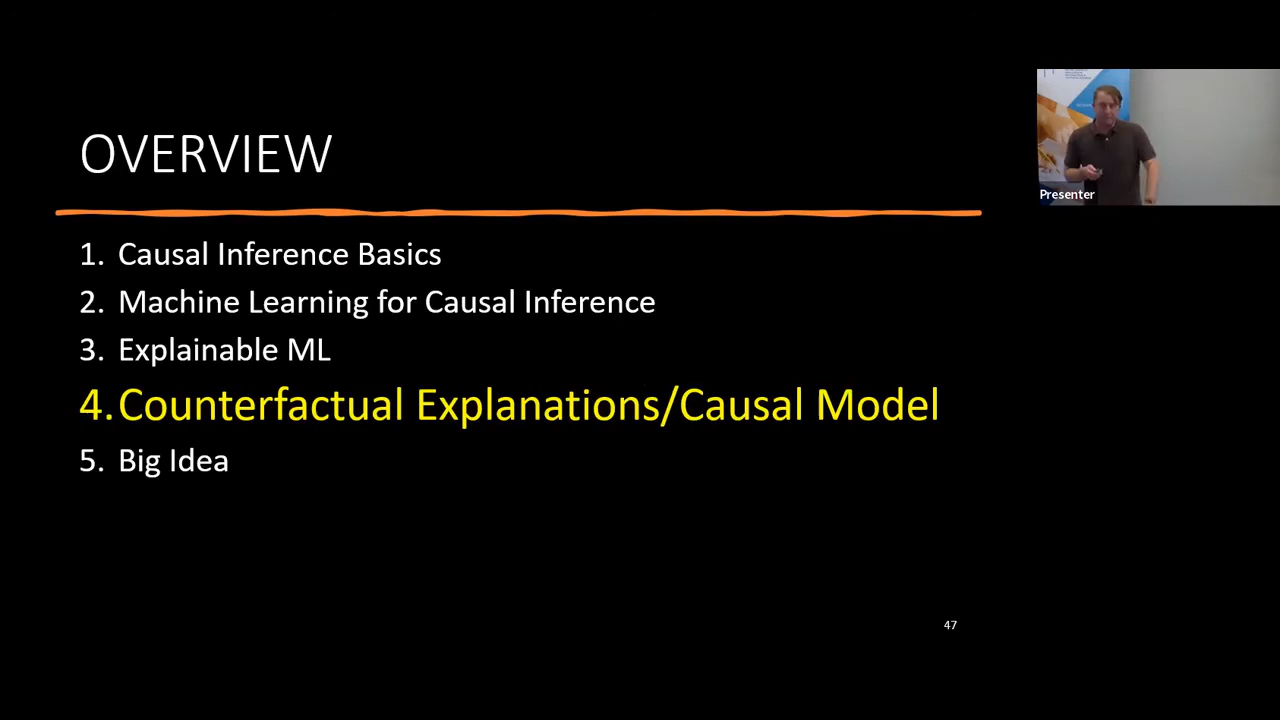 OVERVIEW
1. Causal Inference Basics
2. Machine Learning for Causal Inference
3. Explainable ML
4. Counterfactual Explanations/Causal Model
5. Big Idea
47
Presenter